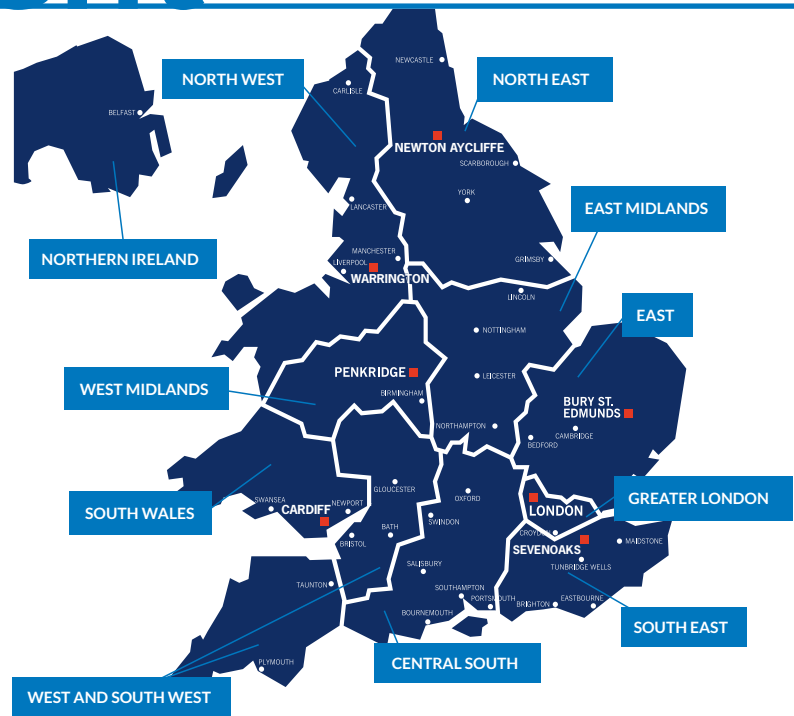 NEWCASTLE
NORTH WEST
NORTH EAST
CARLISLE
BELFAST
NEWTON AYCLIFFE
SCARBOROUGH
YORK
LANCASTER
EAST MIDLANDS
NORTHERN IRELAND
MANCHESTER
LIVERPOOL
WARRINGTON
GRIMSBY
LINCOLN
EAST
NOTTINGHAM
PENKRIDGE
LEICESTER
WEST MIDLANDS
BIRMINGHAM
BURY ST.
EDMUNDS
NORTHAMPTON
CAMBRIDGE
BEDFORD
GLOUCESTER
OXFORD
SWANSEA
NEWPORT
SOUTH WALES
CARDIFF
LONDON
GREATER LONDON
SWINDON
BATH
BRISTOL
CROYDON
MAIDSTONE
SEVENOAKS
SALISBURY
TUNBRIDGE WELLS
TAUNTON
SOUTHAMPTON
PORTSMOUTH
BRIGHTON
EASTBOURNE
BOURNEMOUTH
SOUTH EAST
PLYMOUTH
CENTRAL SOUTH
WEST AND SOUTH WEST